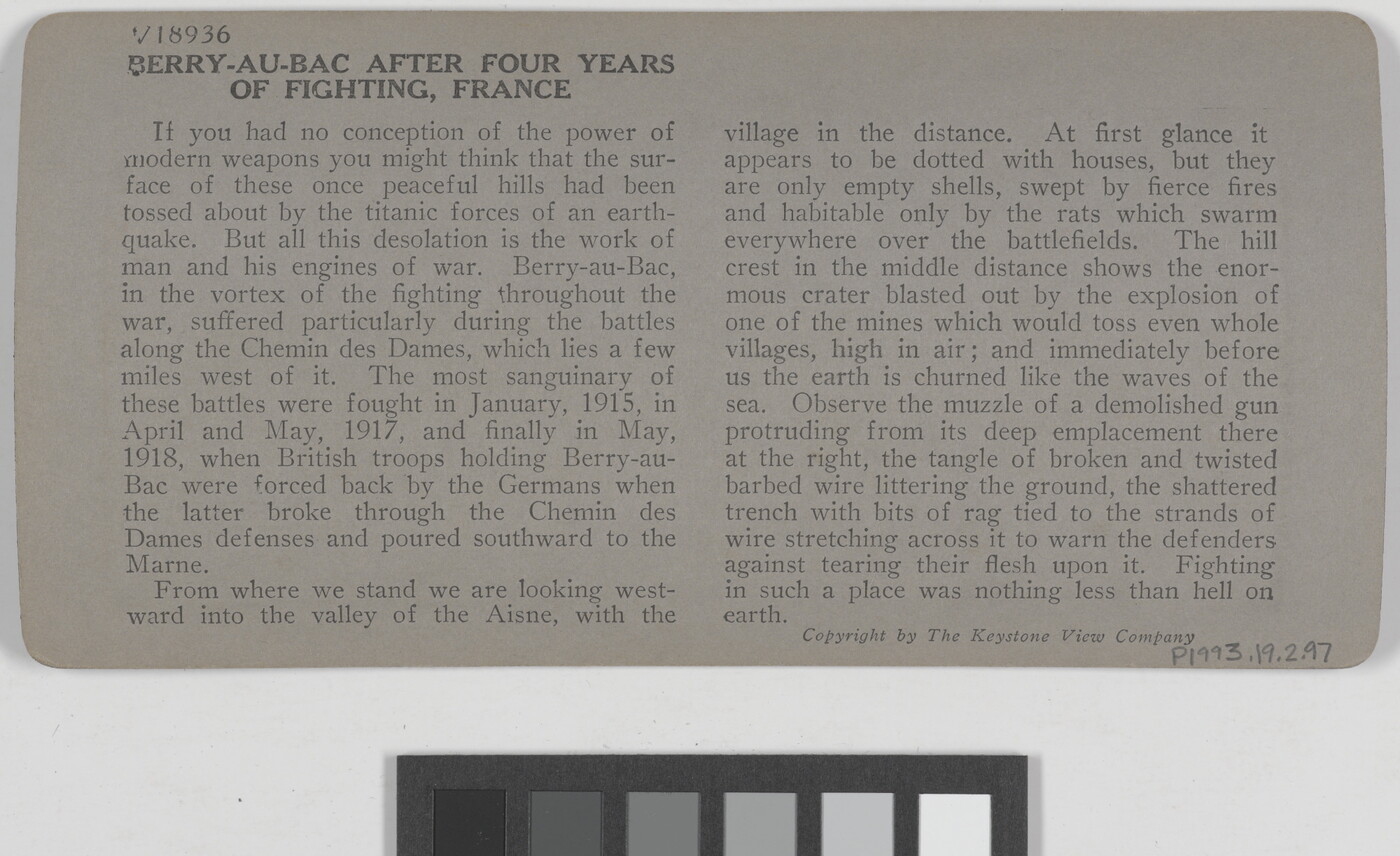 V18936
BERRY-AU-BAC AFTER FOUR YEARS
OF FIGHTING, FRANCE
If you had no conception of the power of
modern weapons you might think that the sur-
face of these once peaceful hills had been
tossed about by the titanic forces of an earth-
quake. But all this desolation is the work of
man and his engines of war. Berry-au-Bac,
in the vortex of the fighting throughout the
war, suffered particularly during the battles
along the Chemin des Dames, which lies a few
miles west of it. The most sanguinary of
these battles were fought in January, 1915, in
April and May, 1917, and finally in May,
1918, when British troops holding Berry-au-
Bac were forced back by the Germans when
the latter broke through the Chemin des
Dames defenses and poured southward to the
Marne.
From where we stand we are looking west-
ward into the valley of the Aisne, with the
village in the distance. At first glance it
appears to be dotted with houses, but they
are only empty shells, swept by fierce fires
and habitable only by the rats which swarm
everywhere over the battlefields. The hill
crest in the middle distance shows the enor-
mous crater blasted out by the explosion of
one of the mines which would toss even whole
villages, high in air; and immediately before
us the earth is churned like the waves of the
sea. Observe the muzzle of a demolished gun
protruding from its deep emplacement there
at the right, the tangle of broken and twisted
barbed wire littering the ground, the shattered
trench with bits of rag tied to the strands of
wire stretching across it to warn the defenders
against tearing their flesh upon it. Fighting
in such a place was nothing less than hell on
earth.
Copyright by The Keystone View Company
P1993.19.2.97